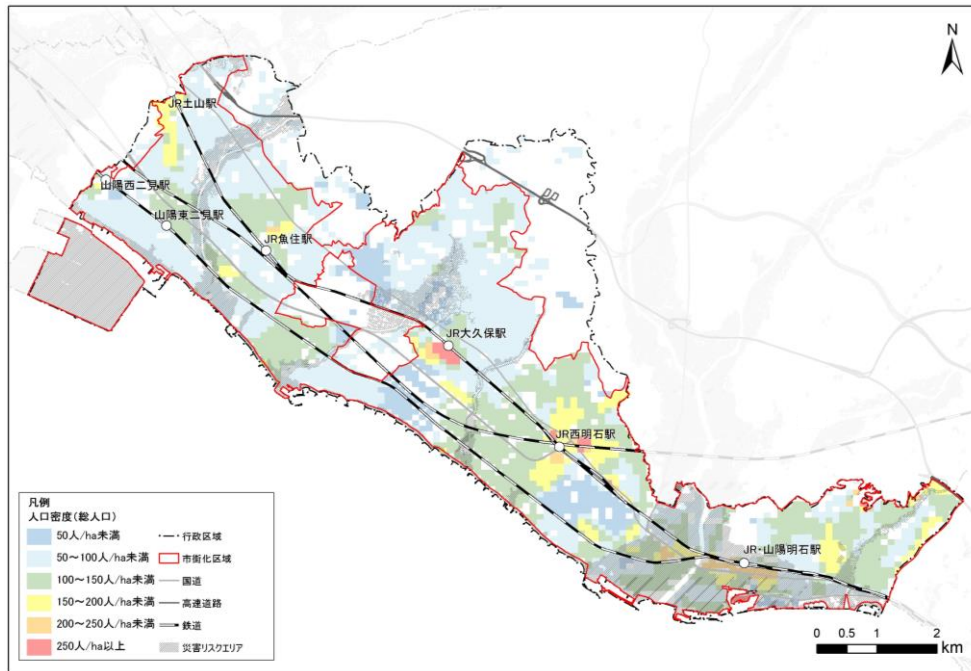 N
JR土山駅
山陽西二見駅
山陽東二見駅
JR魚住駅
JR大久保駅
JR西明石駅
JR・山陽明石駅
凡例
人口密度(総人口)
50人/ha未満
50~100人/ha未満
100~150人/ha未満
150~200人/ha未満
200~250人/ha未満
250人/ha以上
行政区域
市街化区域
国道
高速道路
鉄道
災害リスクエリア
0 0.5 1 2
km